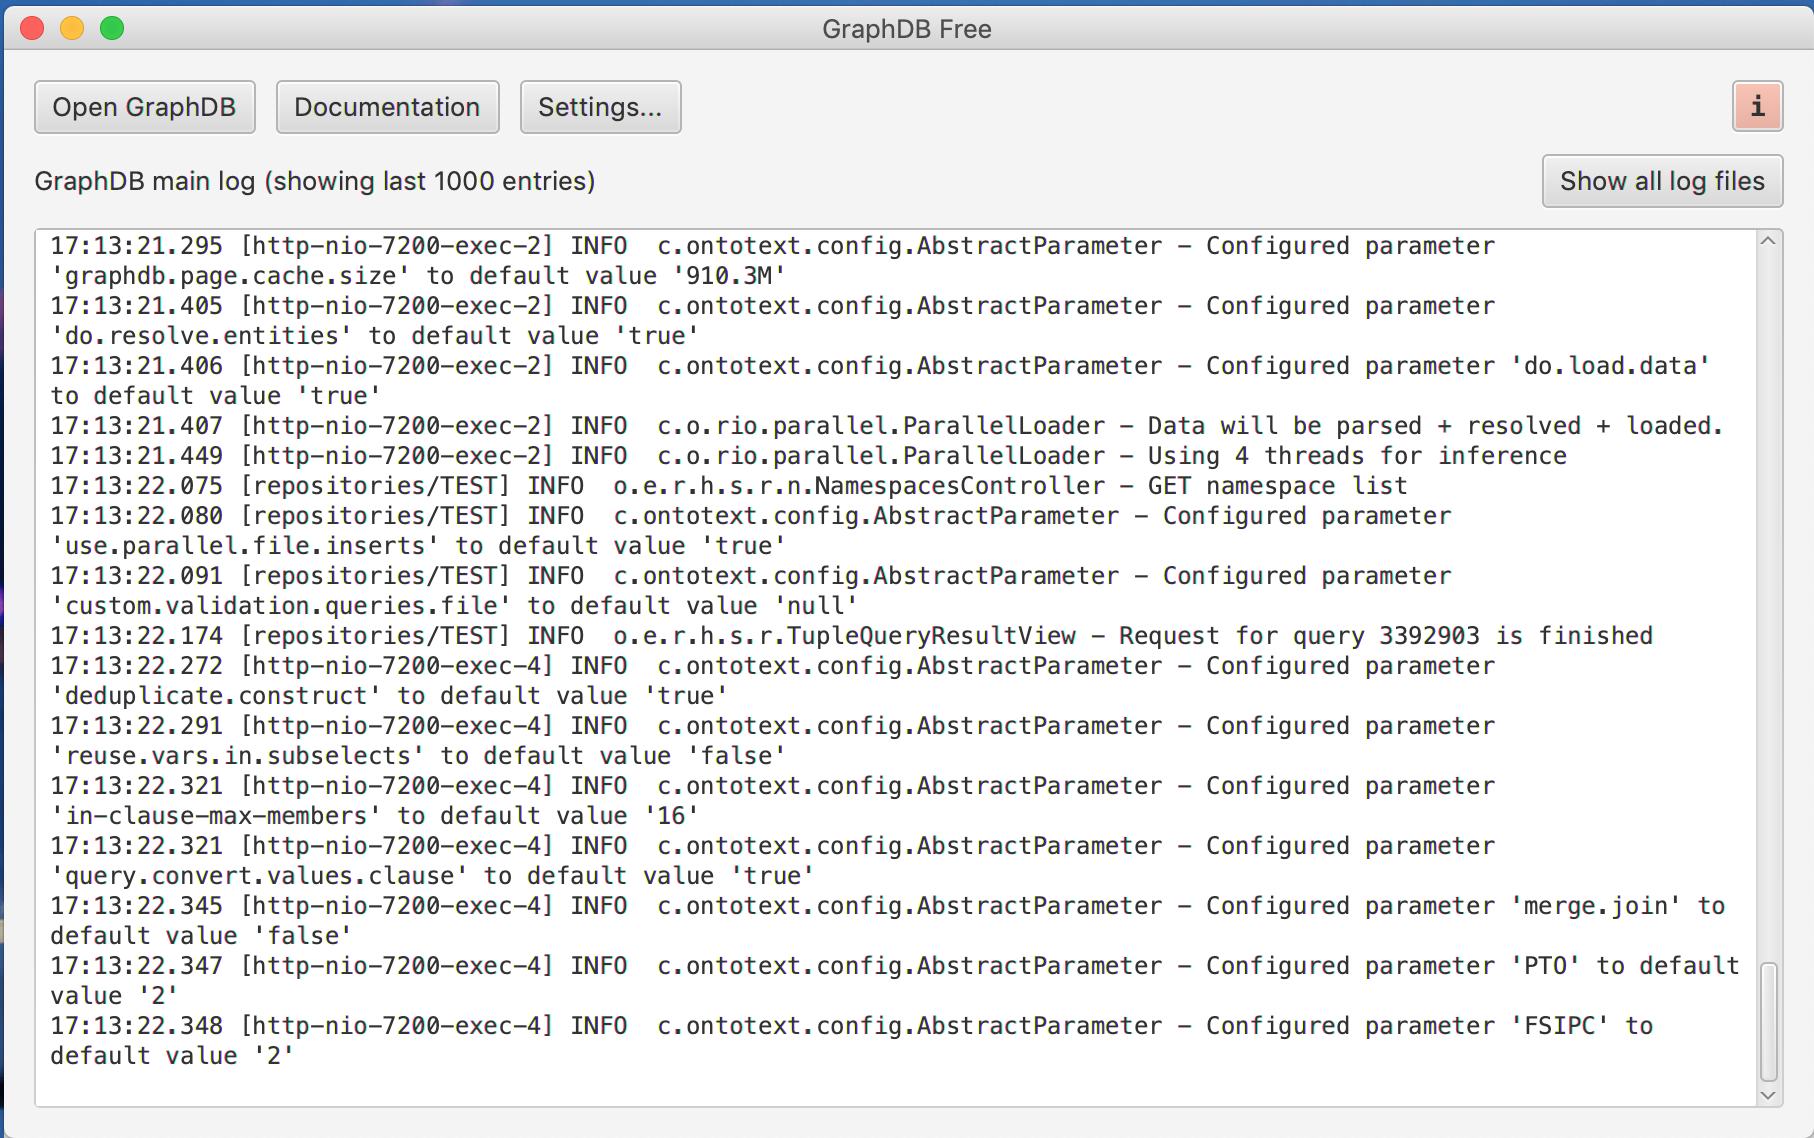 GraphDB Free
Open GraphDB
Documentation
Settings...
i
GraphDB main log (showing last 1000 entries)
Show all log files
17:13:21.295 [http-nio-7200-exec-2] INFO  c.ontotext.config.AbstractParameter – Configured parameter
'graphdb.page.cache.size' to default value '910.3M'
17:13:21.405 [http-nio-7200-exec-2] INFO  c.ontotext.config.AbstractParameter – Configured parameter
'do.resolve.entities' to default value 'true'
17:13:21.406 [http-nio-7200-exec-2] INFO  c.ontotext.config.AbstractParameter – Configured parameter 'do.load.data'
to default value 'true'
17:13:21.407 [http-nio-7200-exec-2] INFO  c.o.rio.parallel.ParallelLoader – Data will be parsed + resolved + loaded.
17:13:21.449 [http-nio-7200-exec-2] INFO  c.o.rio.parallel.ParallelLoader – Using 4 threads for inference
17:13:22.075 [repositories/TEST] INFO  o.e.r.h.s.r.n.NamespacesController – GET namespace list
17:13:22.080 [repositories/TEST] INFO  c.ontotext.config.AbstractParameter – Configured parameter
'use.parallel.file.inserts' to default value 'true'
17:13:22.091 [repositories/TEST] INFO  c.ontotext.config.AbstractParameter – Configured parameter
'custom.validation.queries.file' to default value 'null'
17:13:22.174 [repositories/TEST] INFO  o.e.r.h.s.r.TupleQueryResultView – Request for query 3392903 is finished
17:13:22.272 [http-nio-7200-exec-4] INFO  c.ontotext.config.AbstractParameter – Configured parameter
'deduplicate.construct' to default value 'true'
17:13:22.291 [http-nio-7200-exec-4] INFO  c.ontotext.config.AbstractParameter – Configured parameter
'reuse.vars.in.subselects' to default value 'false'
17:13:22.321 [http-nio-7200-exec-4] INFO  c.ontotext.config.AbstractParameter – Configured parameter
'in-clause-max-members' to default value '16'
17:13:22.321 [http-nio-7200-exec-4] INFO  c.ontotext.config.AbstractParameter – Configured parameter
'query.convert.values.clause' to default value 'true'
17:13:22.345 [http-nio-7200-exec-4] INFO  c.ontotext.config.AbstractParameter – Configured parameter 'merge.join' to
default value 'false'
17:13:22.347 [http-nio-7200-exec-4] INFO  c.ontotext.config.AbstractParameter – Configured parameter 'PTO' to default
value '2'
17:13:22.348 [http-nio-7200-exec-4] INFO  c.ontotext.config.AbstractParameter – Configured parameter 'FSIPC' to
default value '2'